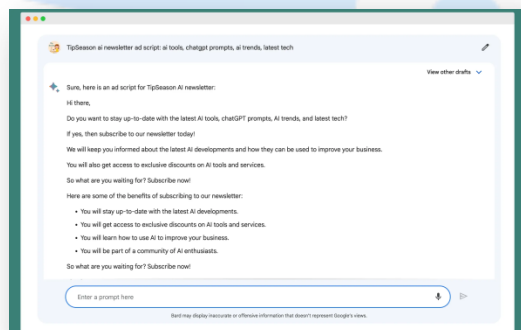 TipSeason ai newsletter ad script: ai tools, chatgpt prompts, ai trends, latest tech
View other drafts
Sure, here is an ad script for TipSeason AI newsletter:
Hi there,
Do you want to stay up-to-date with the latest AI tools, chatGPT prompts, AI trends, and latest tech?
If yes, then subscribe to our newsletter today!
We will keep you informed about the latest AI developments and how they can be used to improve your business.
You will also get access to exclusive discounts on AI tools and services.
So what are you waiting for? Subscribe now!
Here are some of the benefits of subscribing to our newsletter:
• You will stay up-to-date with the latest AI developments.
• You will get access to exclusive discounts on AI tools and services.
• You will learn how to use AI to improve your business.
• You will be part of a community of AI enthusiasts.
So what are you waiting for? Subscribe now!
Enter a prompt here
Bard may display inaccurate or offensive information that doesn't represent Google's views.